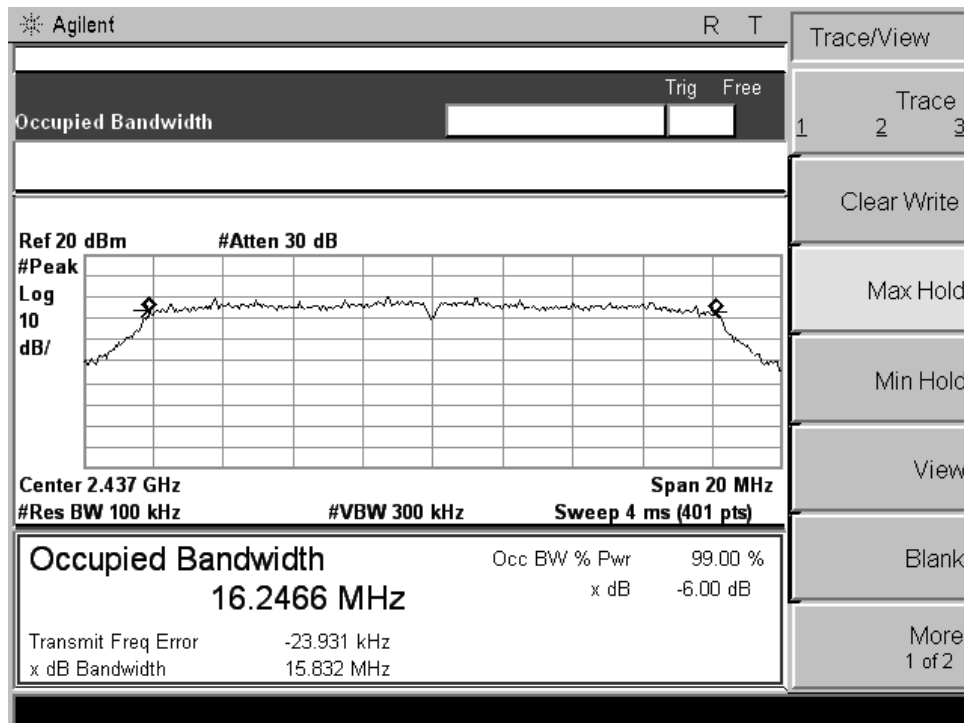 Agilent R T
Trig Free
Occupied Bandwidth
Ref 20 dBm #Atten 30 dB
#Peak
Log
10
dB/
Center 2.437 GHz Span 20 MHz
#Res BW 100 kHz #VBW 300 kHz Sweep 4 ms (401 pts)
Occupied Bandwidth Occ BW % Pwr 99.00 %
16.2466 MHz x dB -6.00 dB
Transmit Freq Error -23.931 kHz
x dB Bandwidth 15.832 MHz
Trace/View
Trace
1 2 3
Clear Write
Max Hold
Min Hold
View
Blank
More
1 of 2